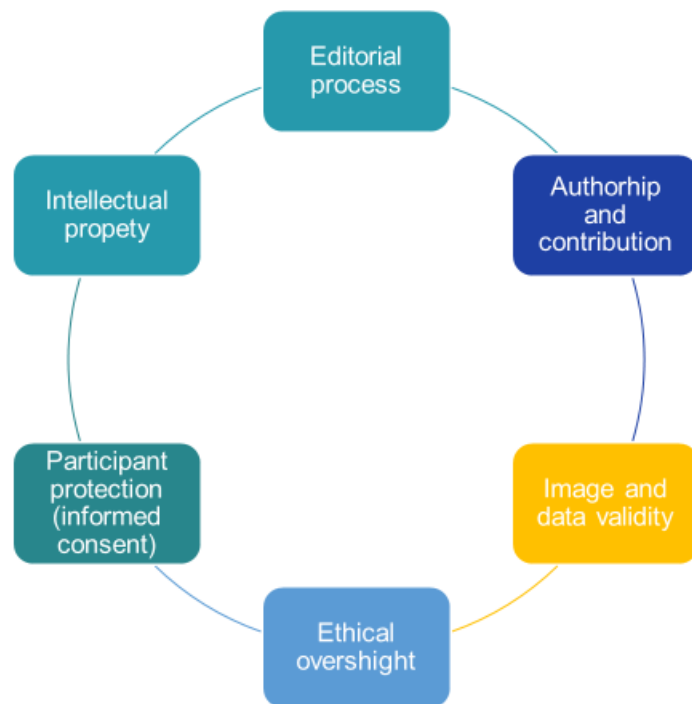 Editorial
process
Authorhip
and
contribution
Image and
data validity
Ethical
overshight
Participant
protection
(informed
consent)
Intellectual
propety